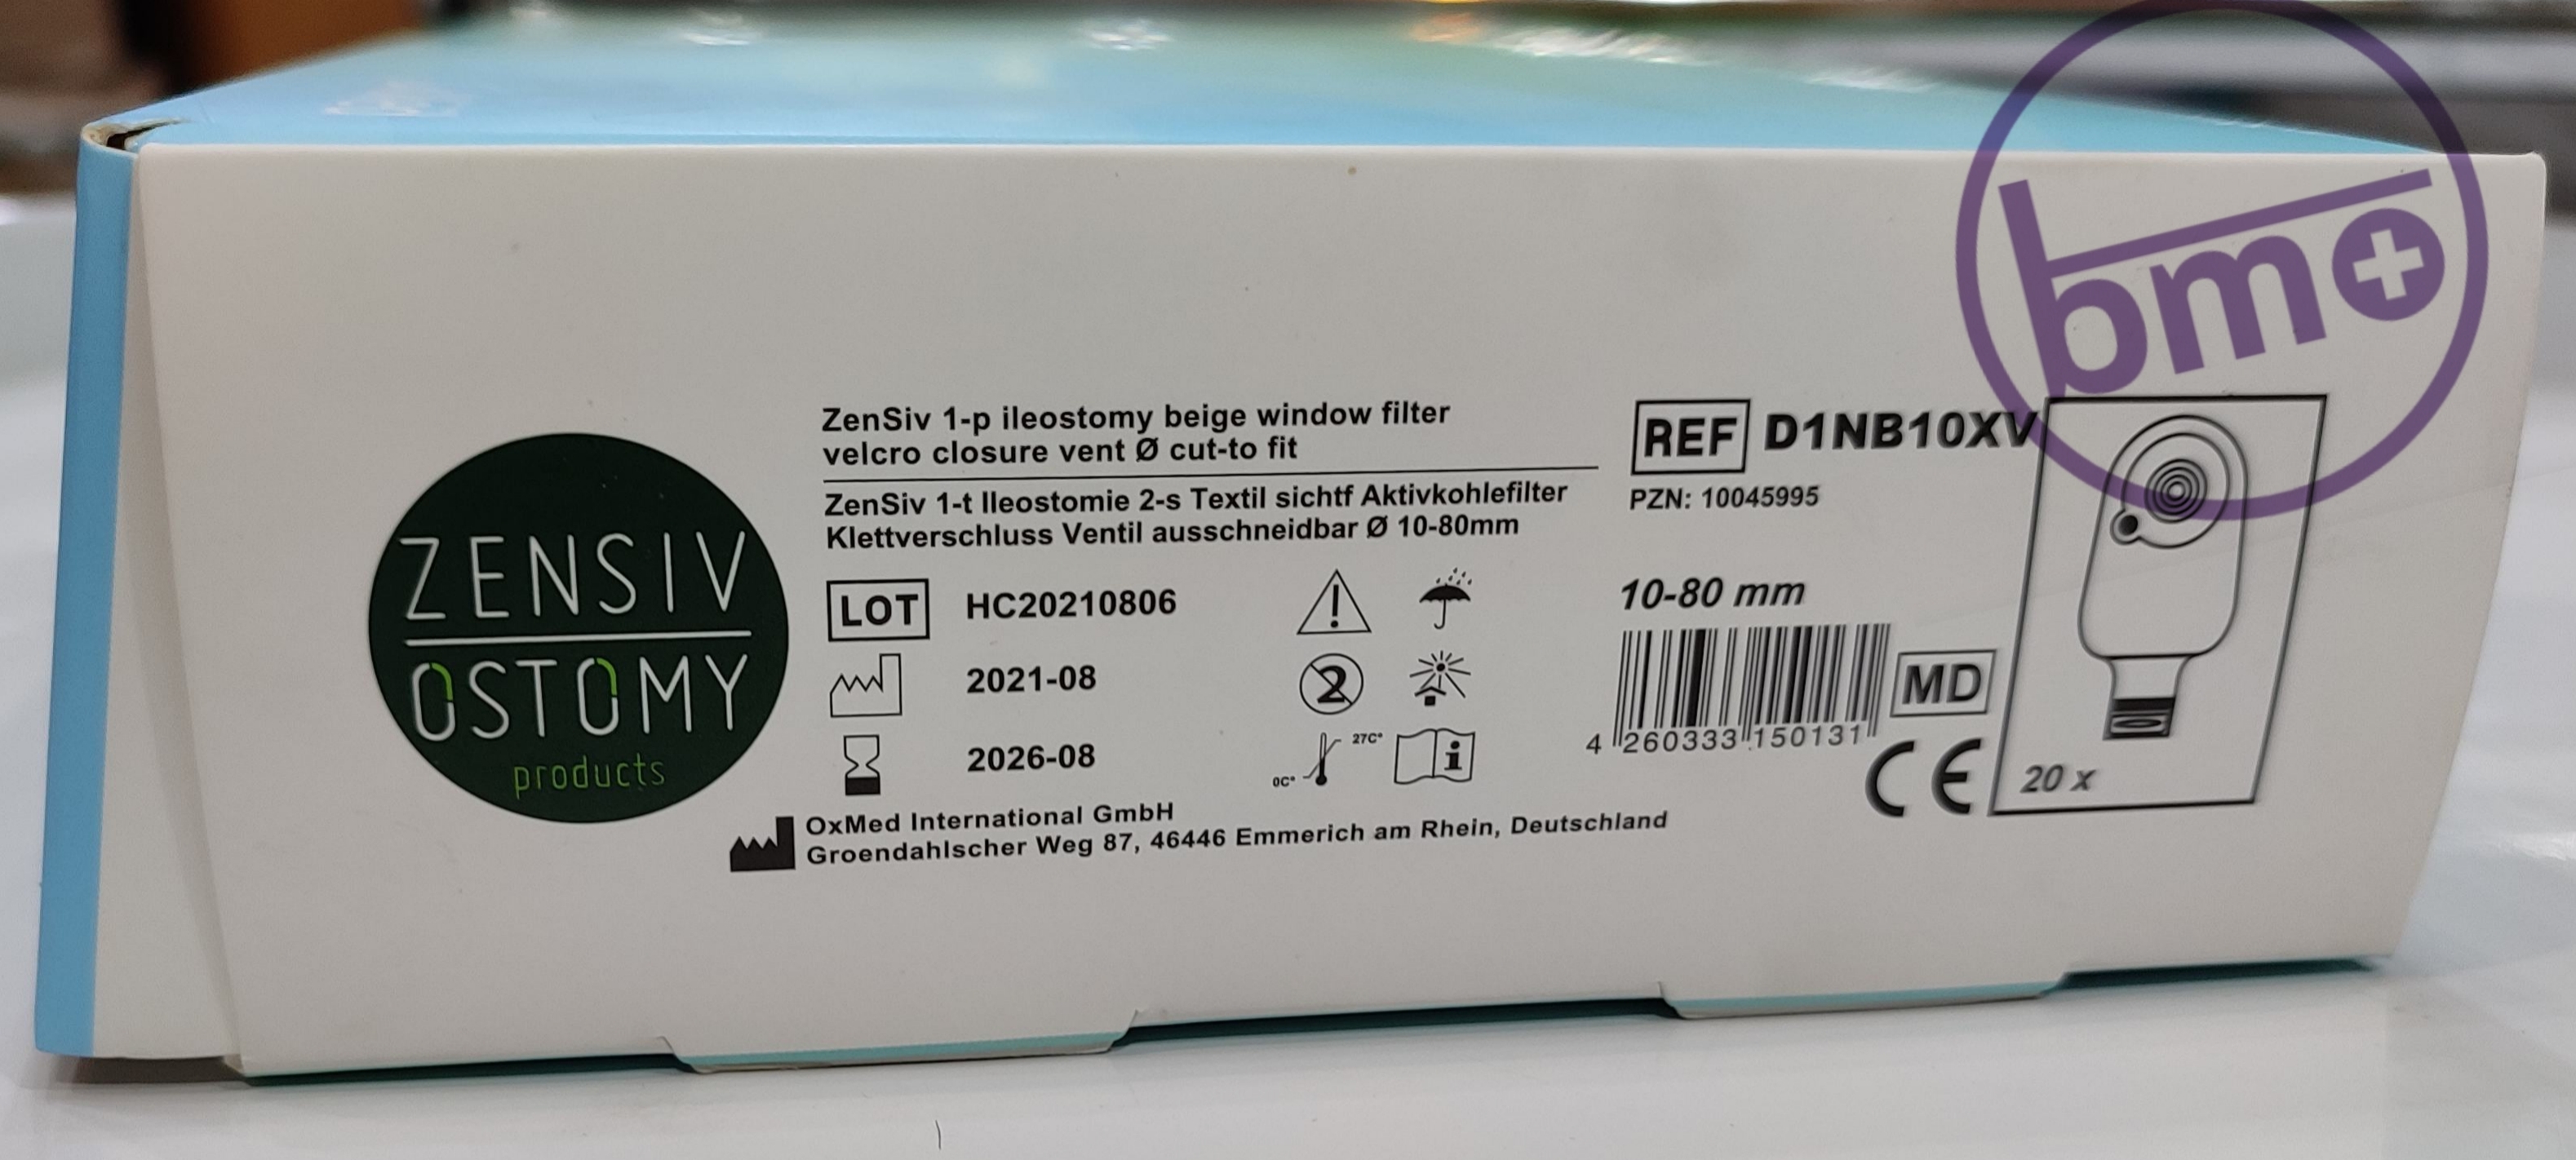 bm
ZENSIV
OSTOMY
products
ZenSiv 1-p ileostomy beige window filter
velcro closure vent Ø cut-to fit
ZenSiv 1-t Ileostomie 2-s Textil sichtf Aktivkohlefilter
Klettverschluss Ventil ausschneidbar Ø 10-80mm
LOT HC20210806
2021-08
2026-08
2
27C°
0C°
i
OxMed International GmbH
Groendahlscher Weg 87, 46446 Emmerich am Rhein, Deutschland
REF D1NB10XV
PZN: 10045995
10-80 mm
4 260333 150131
MD
CE
20 x